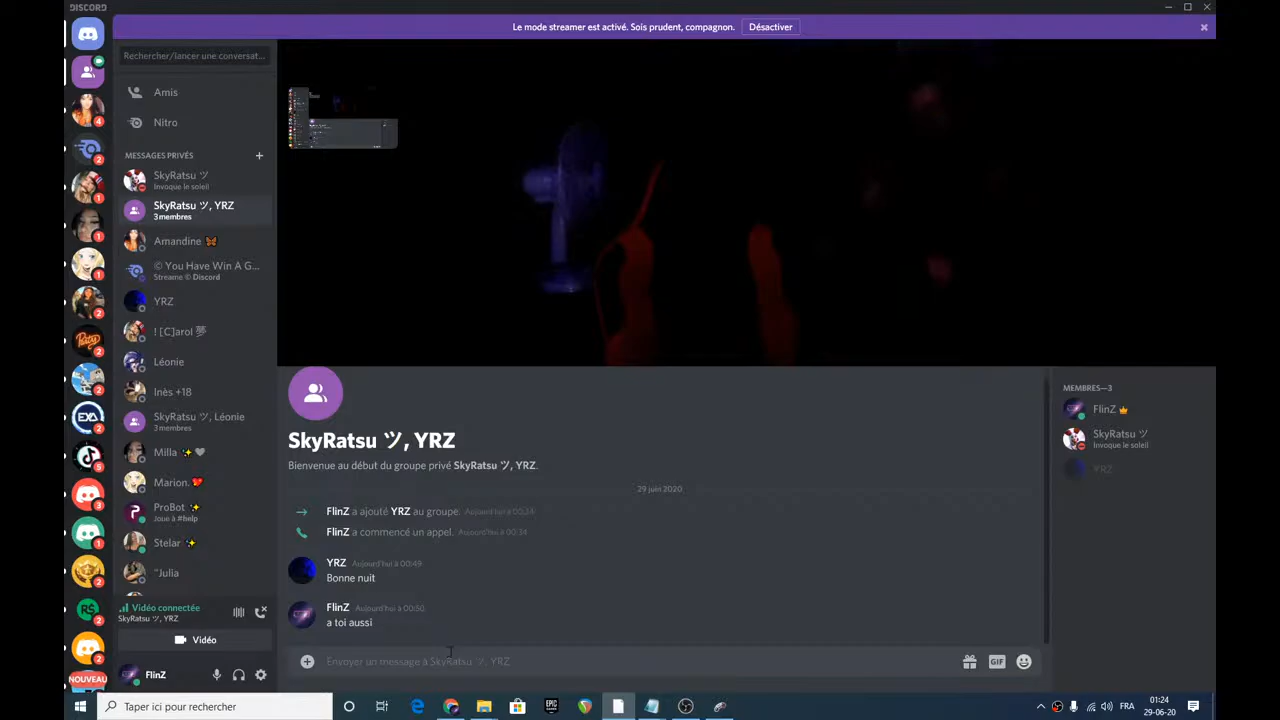 DISCORD
Le mode streamer est activé. Sois prudent, compagnon.
Désactiver
Rechercher/lancer une conversat...
Amis
Nitro
MESSAGES PRIVÉS
SkyRatsu ツ
Invoque le soleil
SkyRatsu ツ, YRZ
3 membres
Amandine
© You Have Win A G...
Streame © Discord
YRZ
! [C]arol 夢
Léonie
Inès +18
SkyRatsu ツ, Léonie
3 membres
Milla
Marion.
ProBot
Joue à #help
Stelar
"Julia
Vidéo connectée
SkyRatsu ツ, YRZ
Vidéo
FlinZ
NOUVEAU
SkyRatsu ツ, YRZ
Bienvenue au début du groupe privé SkyRatsu ツ, YRZ.
29 juin 2020
FlinZ a ajouté YRZ au groupe. Aujourd'hui à 00:34
FlinZ a commencé un appel. Aujourd'hui à 00:34
YRZ Aujourd'hui à 00:49
Bonne nuit
FlinZ Aujourd'hui à 00:50
a toi aussi
Envoyer un message à SkyRatsu ツ, YRZ
GIF
MEMBRES—3
FlinZ
SkyRatsu ツ
Invoque le soleil
YRZ
Taper ici pour rechercher
FRA
01:24
29-06-20